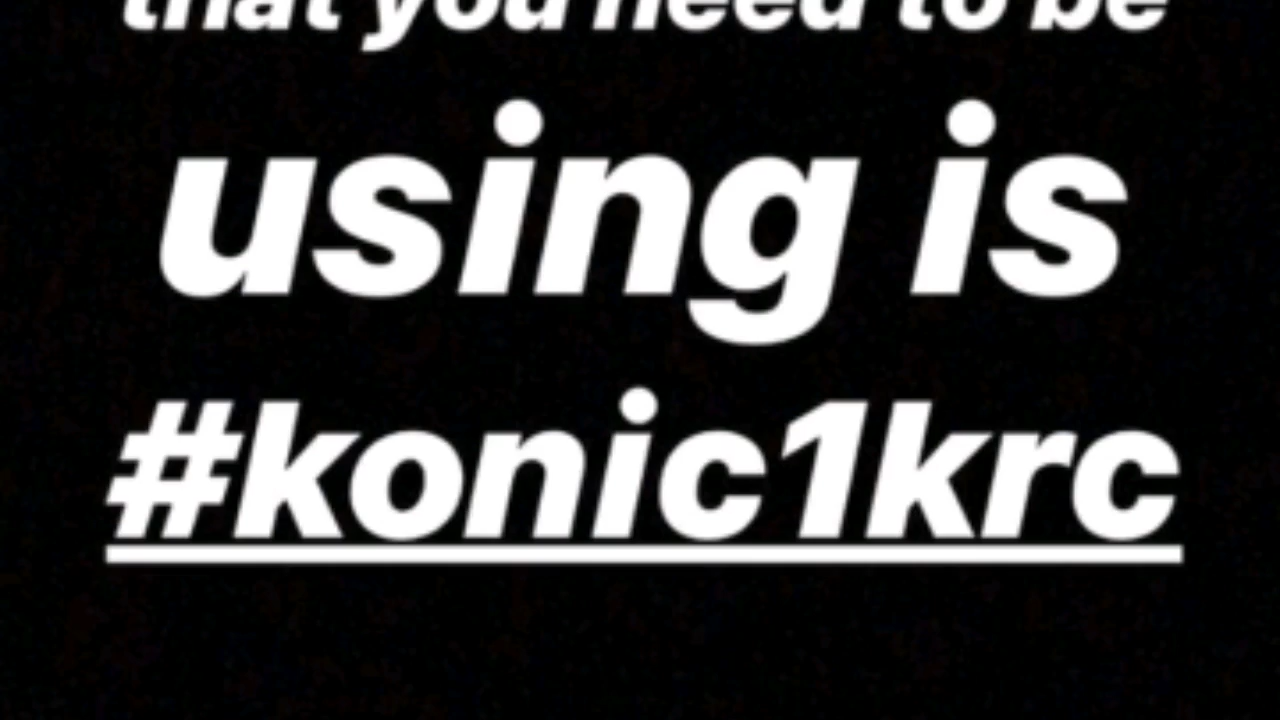 that you need to be
using is
#konic1krc